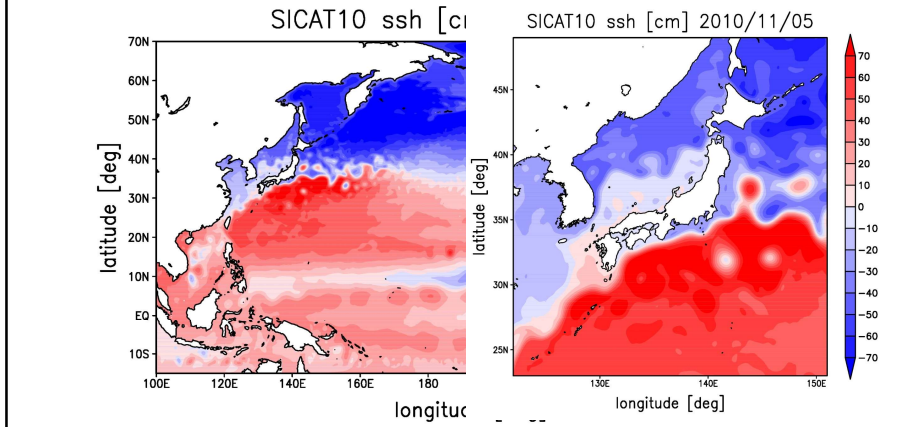 SICAT10 ssh [c
70N
60N
50N
40N
30N
20N
10N
EQ
10S
100E 120E 140E 160E 180
latitude [deg]
longitu
SICAT10 ssh [cm] 2010/11/05
45N
40N
35N
30N
25N
130E 140E 150E
latitude [deg]
longitude [deg]
70
60
50
40
30
20
10
0
-10
-20
-30
-40
-50
-60
-70